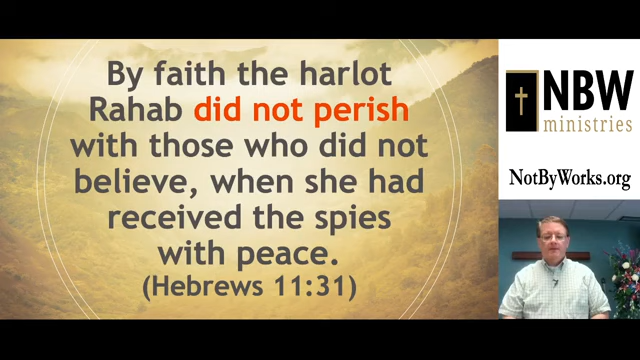 By faith the harlot
Rahab did not perish
with those who did not
believe, when she had
received the spies
with peace.
(Hebrews 11:31)
NBW
ministries
NotByWorks.org